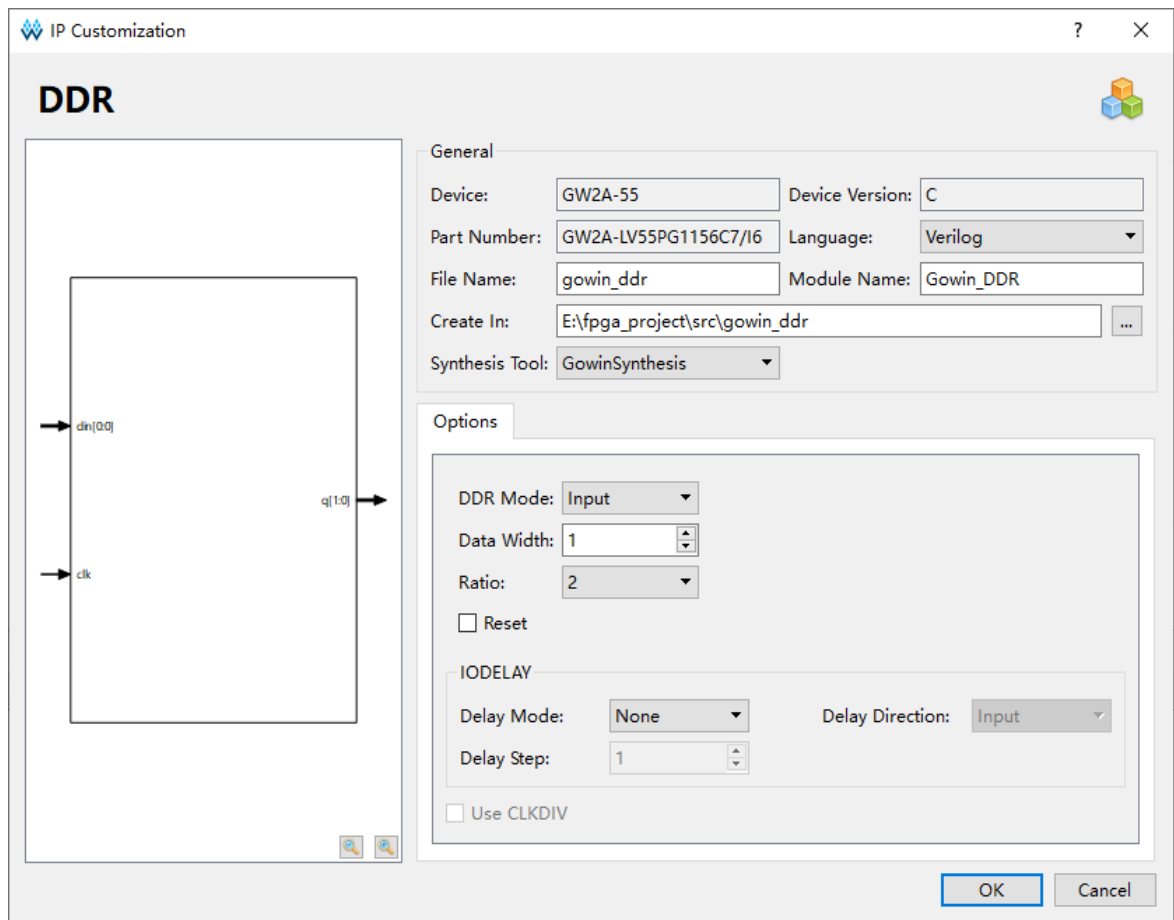 IP Customization
?
DDR
General
Device: GW2A-55 Device Version: C
Part Number: GW2A-LV55PG1156C7/I6 Language: Verilog
File Name: gowin_ddr Module Name: Gowin_DDR
Create In: E:\fpga_project\src\gowin_ddr ...
Synthesis Tool: GowinSynthesis
din[0:0]
q[1:0]
clk
Options
DDR Mode: Input
Data Width: 1
Ratio: 2
Reset
IODELAY
Delay Mode: None Delay Direction: Input
Delay Step: 1
Use CLKDIV
OK Cancel